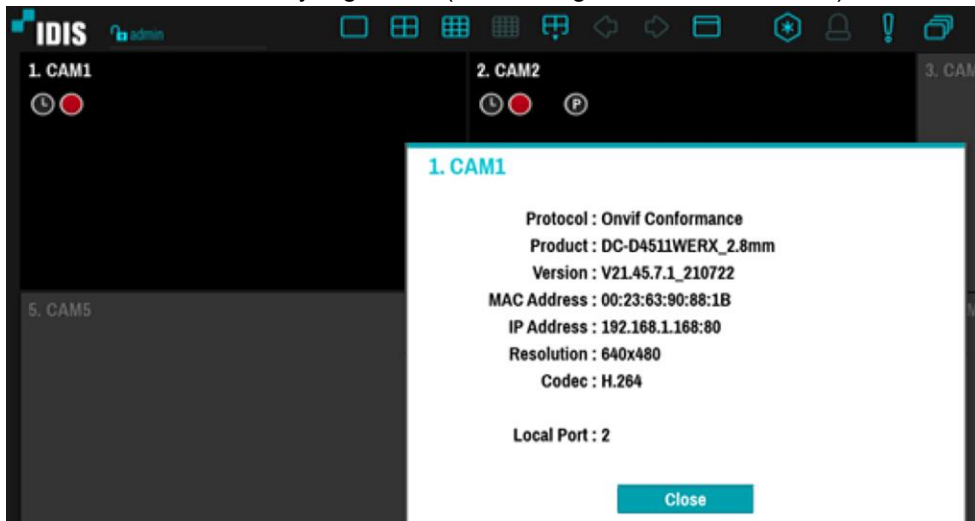 IDIS admin
1. CAM1
2. CAM2
3. CAM
P
1. CAM1
Protocol : Onvif Conformance
Product : DC-D4511WERX_2.8mm
Version : V21.45.7.1_210722
MAC Address : 00:23:63:90:88:1B
IP Address : 192.168.1.168:80
Resolution : 640x480
Codec : H.264
Local Port : 2
Close
5. CAM5